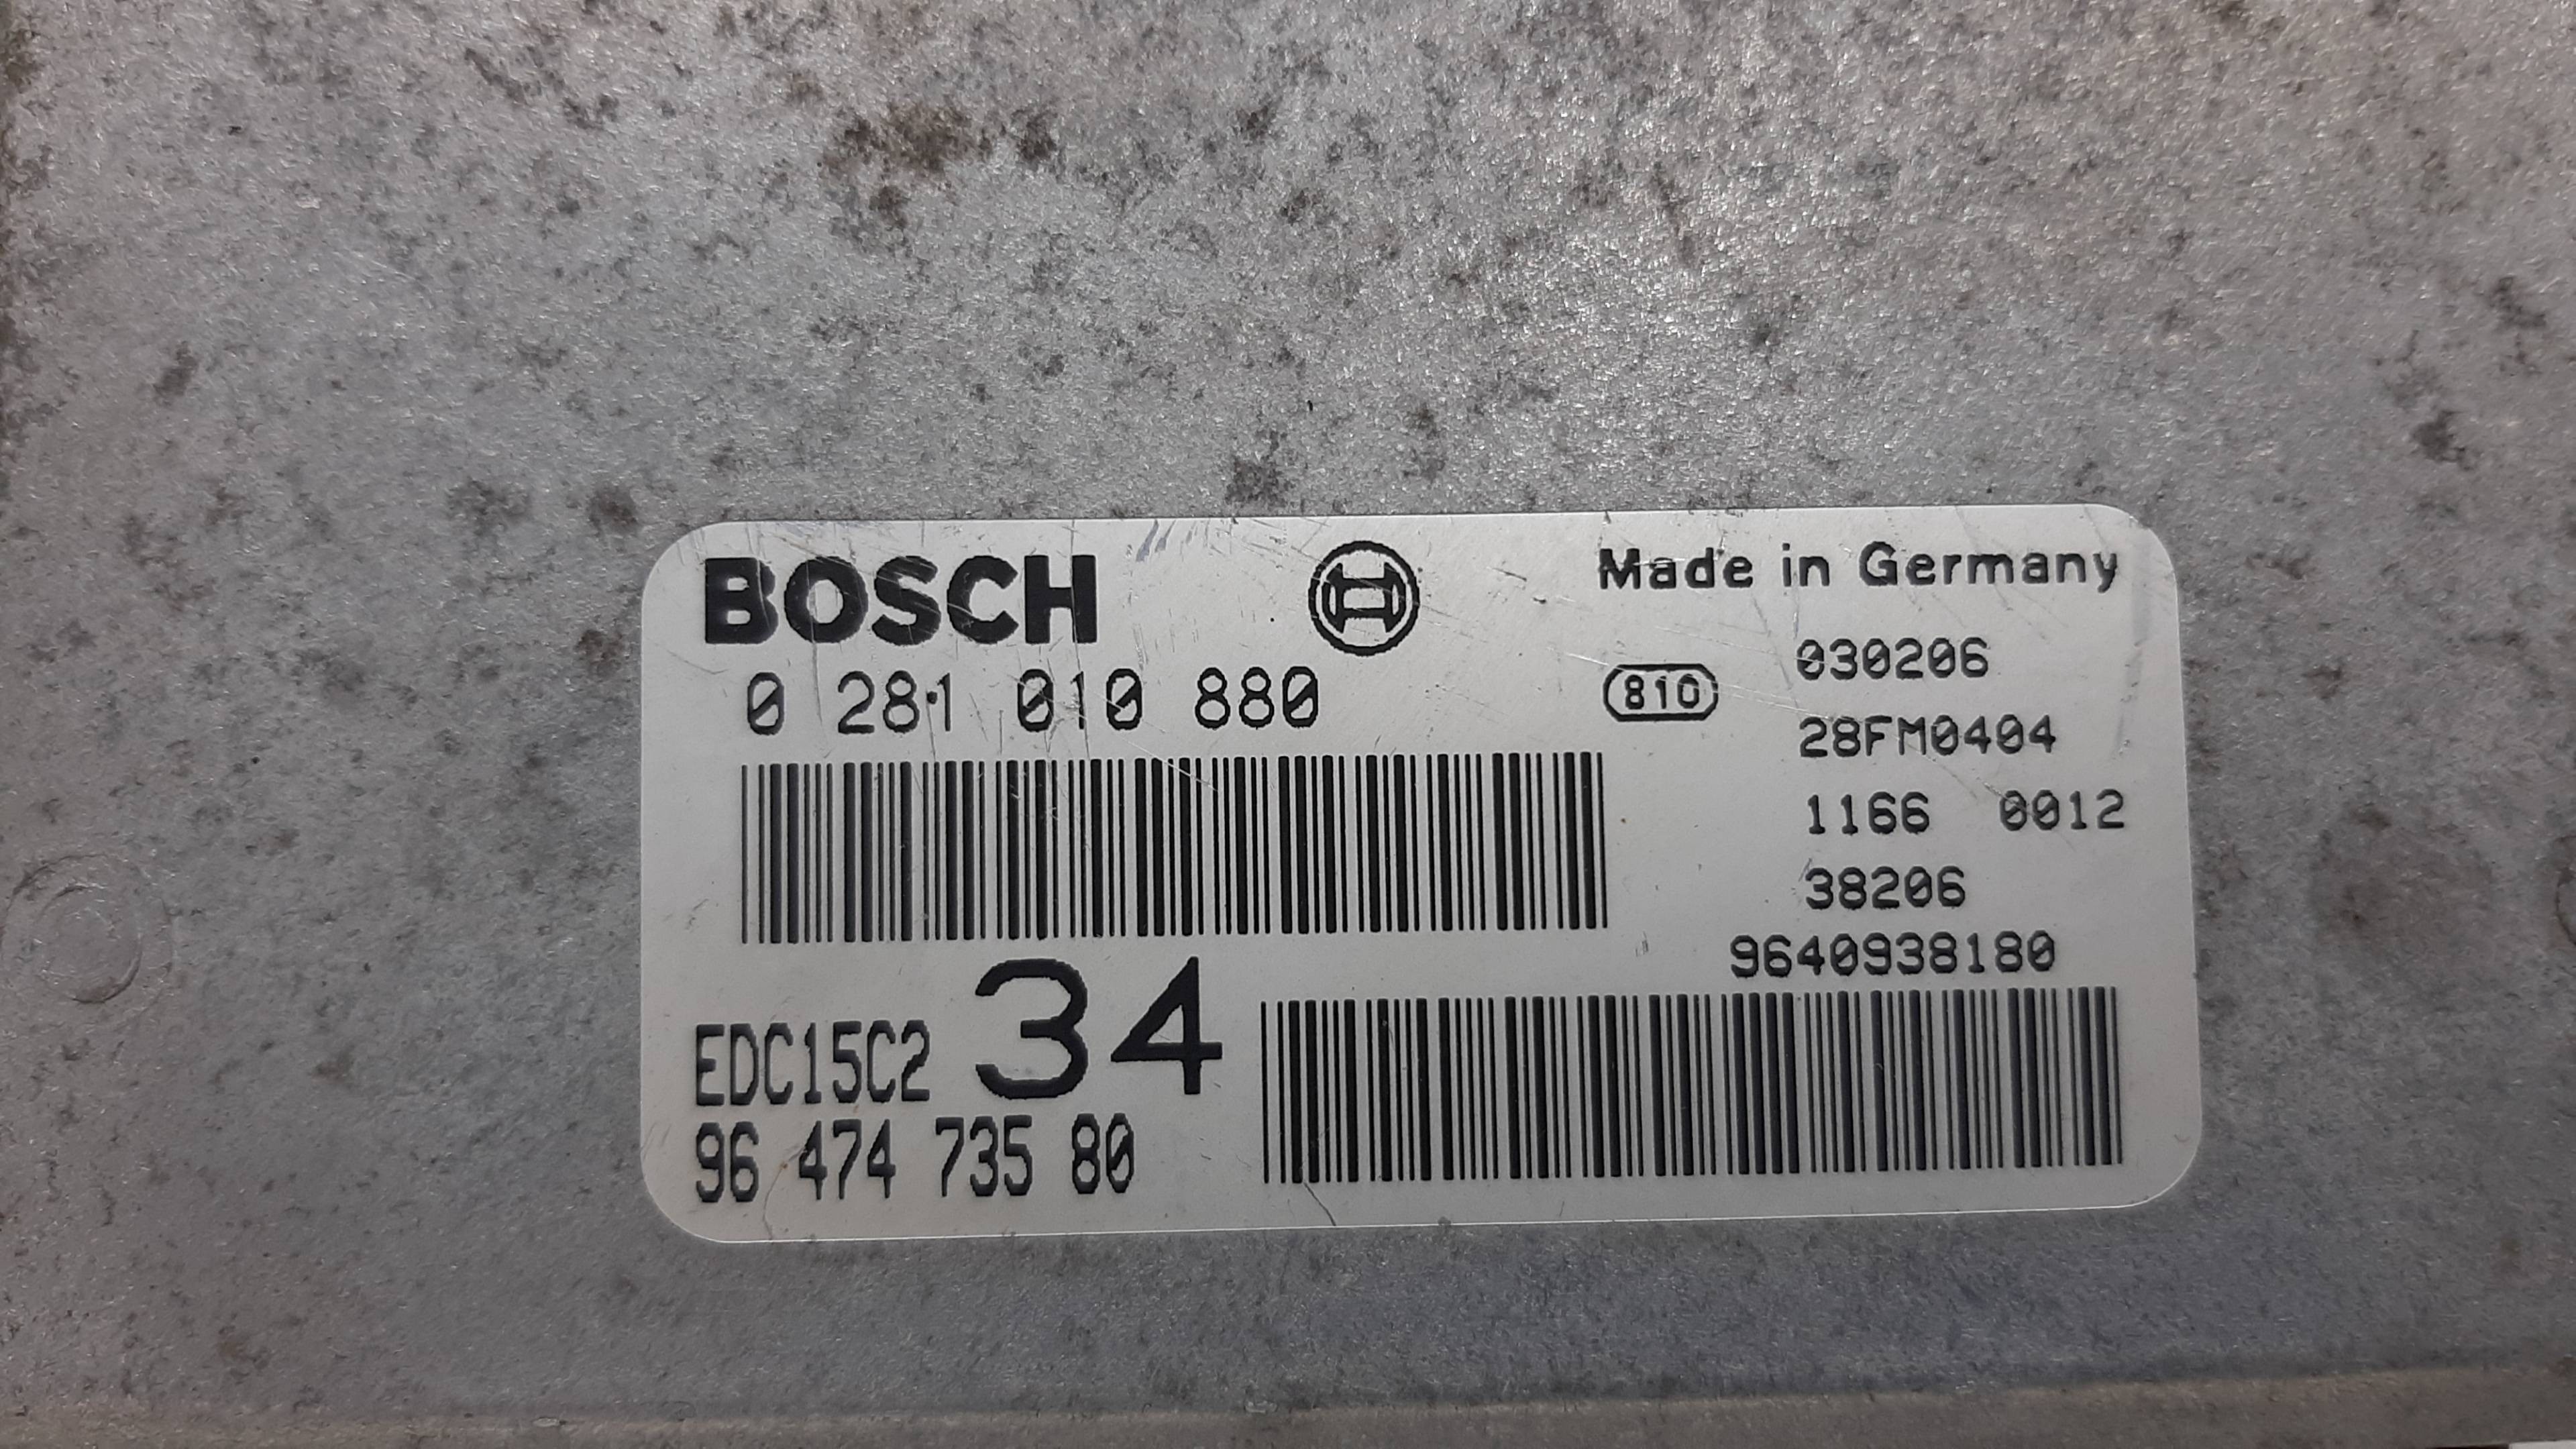 BOSCH
Made in Germany
0 281 010 880
810
030206
28FM0404
1166 0012
38206
9640938180
EDC15C2 34
96 474 735 80